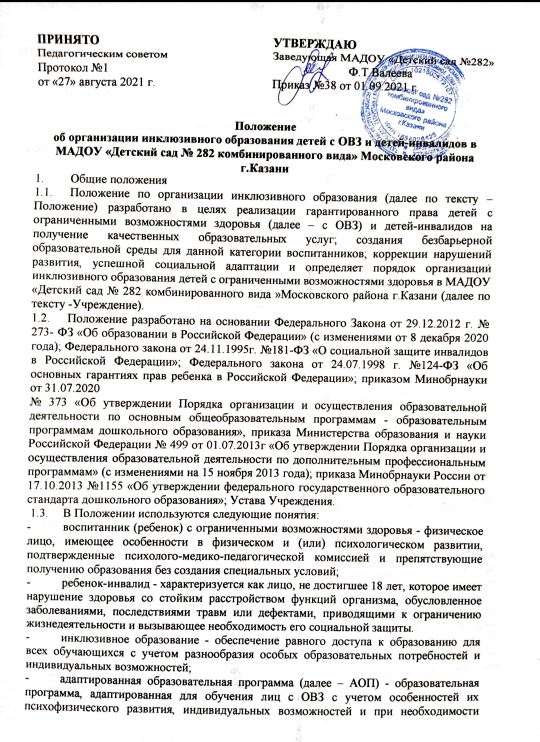 ПРИНЯТО
Педагогическим советом
Протокол №1
от «27» августа 2021 г.
УТВЕРЖДАЮ
Заведующая МАДОУ «Детский сад №282»
Ф.Т.Валеева
Приказ №38 от 01.09.2021 г.
Положение
об организации инклюзивного образования детей с ОВЗ и детей-инвалидов в
МАДОУ «Детский сад № 282 комбинированного вида» Московского района
г.Казани
1. Общие положения
1.1. Положение по организации инклюзивного образования (далее по тексту –
Положение) разработано в целях реализации гарантированного права детей с
ограниченными возможностями здоровья (далее – с ОВЗ) и детей-инвалидов на
получение качественных образовательных услуг; создания безбарьерной
образовательной среды для данной категории воспитанников; коррекции нарушений
развития, успешной социальной адаптации и определяет порядок организации
инклюзивного образования детей с ограниченными возможностями здоровья в МАДОУ
«Детский сад № 282 комбинированного вида »Московского района г.Казани (далее по
тексту -Учреждение).
1.2. Положение разработано на основании Федерального Закона от 29.12.2012 г. №
273- ФЗ «Об образовании в Российской Федерации» (с изменениями от 8 декабря 2020
года); Федерального закона от 24.11.1995г. №181-ФЗ «О социальной защите инвалидов
в Российской Федерации»; Федерального закона от 24.07.1998 г. №124-ФЗ «Об
основных гарантиях прав ребенка в Российской Федерации»; приказом Минобрнауки
от 31.07.2020
№ 373 «Об утверждении Порядка организации и осуществления образовательной
деятельности по основным общеобразовательным программам - образовательным
программам дошкольного образования», приказа Министерства образования и науки
Российской Федерации № 499 от 01.07.2013г «Об утверждении Порядка организации и
осуществления образовательной деятельности по дополнительным профессиональным
программам» (с изменениями на 15 ноября 2013 года); приказа Минобрнауки России от
17.10.2013 №1155 «Об утверждении федерального государственного образовательного
стандарта дошкольного образования»; Устава Учреждения.
1.3. В Положении используются следующие понятия:
- воспитанник (ребенок) с ограниченными возможностями здоровья - физическое
лицо, имеющее особенности в физическом и (или) психологическом развитии,
подтвержденные психолого-медико-педагогической комиссией и препятствующие
получению образования без создания специальных условий;
- ребенок-инвалид - характеризуется как лицо, не достигшее 18 лет, которое имеет
нарушение здоровья со стойким расстройством функций организма, обусловленное
заболеваниями, последствиями травм или дефектами, приводящими к ограничению
жизнедеятельности и вызывающее необходимость его социальной защиты.
- инклюзивное образование - обеспечение равного доступа к образованию для
всех обучающихся с учетом разнообразия особых образовательных потребностей и
индивидуальных возможностей;
- адаптированная образовательная программа (далее – АОП) - образовательная
программа, адаптированная для обучения лиц с ОВЗ с учетом особенностей их
психофизического развития, индивидуальных возможностей и при необходимости